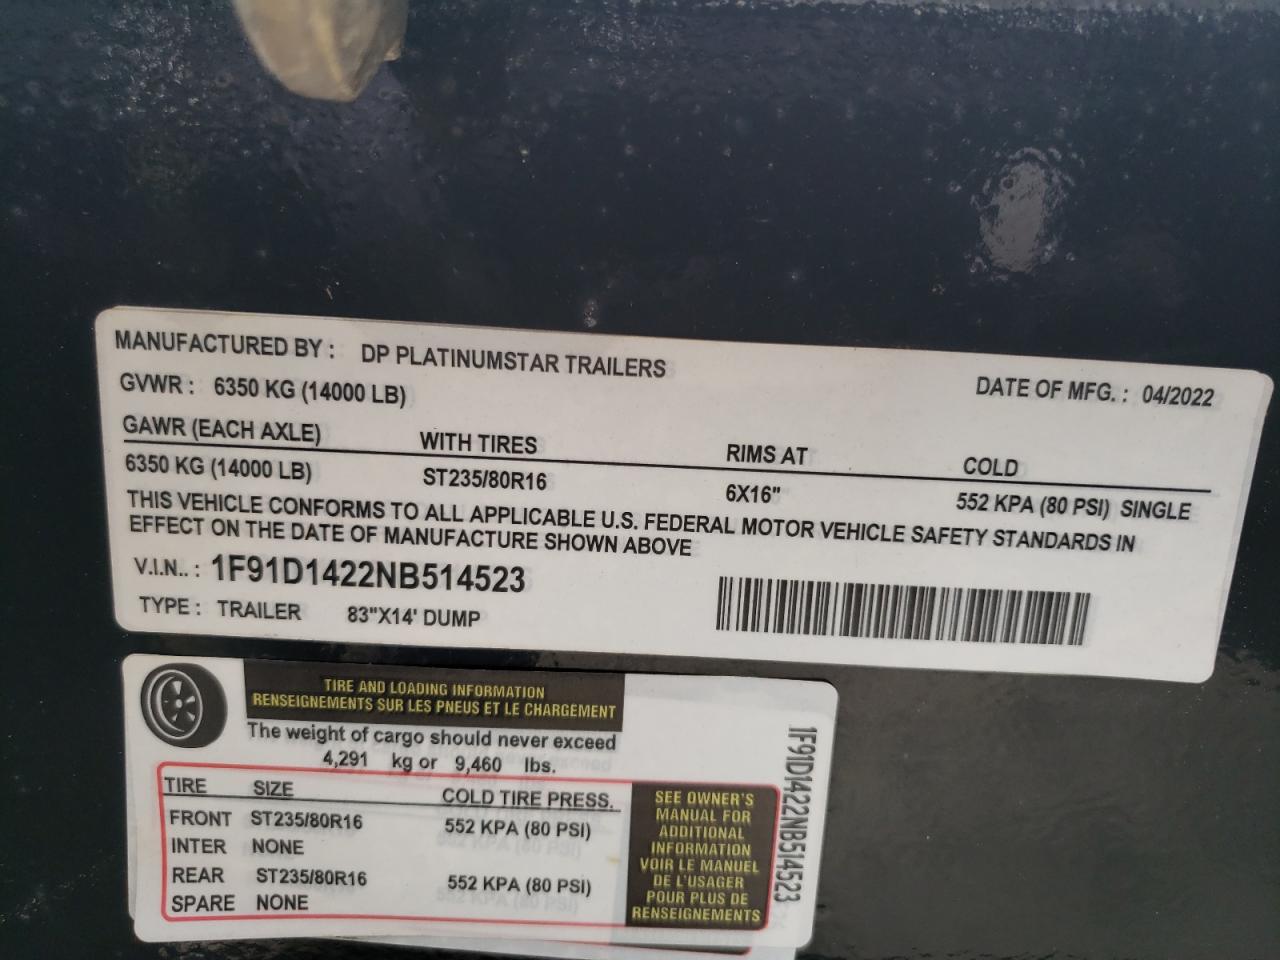 MANUFACTURED BY : DP PLATINUMSTAR TRAILERS
GVWR : 6350 KG (14000 LB) DATE OF MFG. : 04/2022
GAWR (EACH AXLE) WITH TIRES RIMS AT COLD
6350 KG (14000 LB) ST235/80R16 6X16" 552 KPA (80 PSI) SINGLE
THIS VEHICLE CONFORMS TO ALL APPLICABLE U.S. FEDERAL MOTOR VEHICLE SAFETY STANDARDS IN
EFFECT ON THE DATE OF MANUFACTURE SHOWN ABOVE
V.I.N.. : 1F91D1422NB514523
TYPE : TRAILER 83"X14' DUMP
TIRE AND LOADING INFORMATION
RENSEIGNEMENTS SUR LES PNEUS ET LE CHARGEMENT
The weight of cargo should never exceed
4,291 kg or 9,460 lbs.
TIRE SIZE COLD TIRE PRESS.
FRONT ST235/80R16 552 KPA (80 PSI)
INTER NONE
REAR ST235/80R16 552 KPA (80 PSI)
SPARE NONE
SEE OWNER'S
MANUAL FOR
ADDITIONAL
INFORMATION
VOIR LE MANUEL
DE L'USAGER
POUR PLUS DE
RENSEIGNEMENTS
1F91D1422NB514523